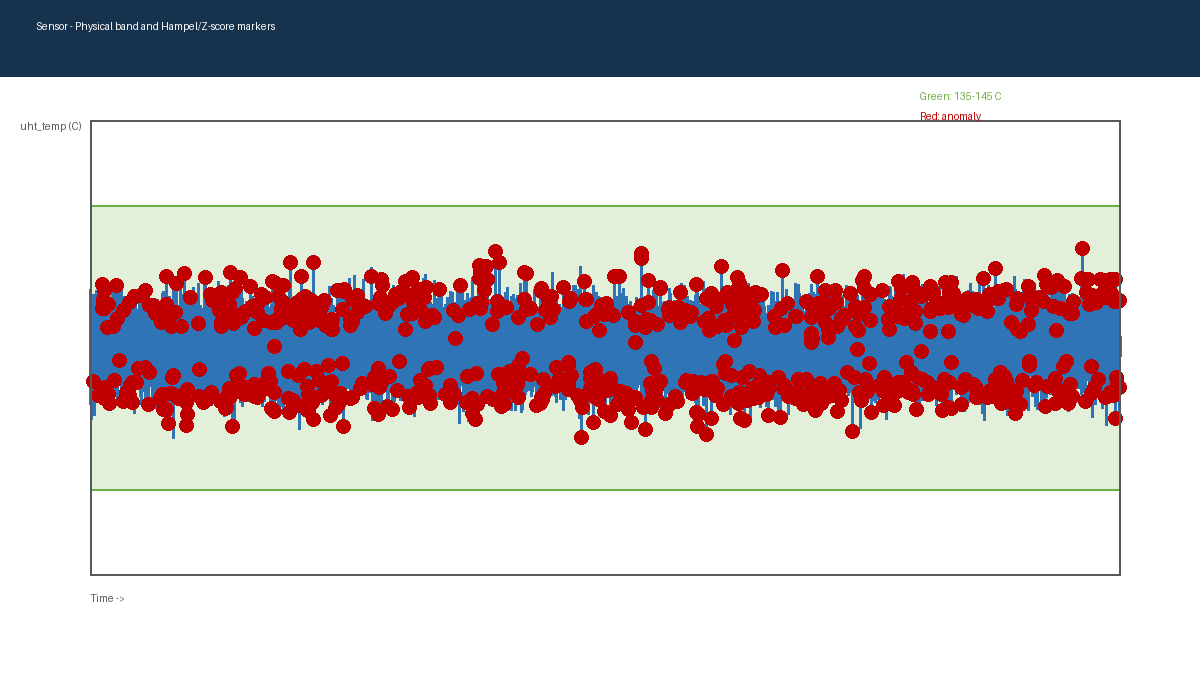 Sensor - Physical band and Hampel/Z-score markers
Green: 135-145 C
Red: anomaly
uht_temp (C)
Time ->